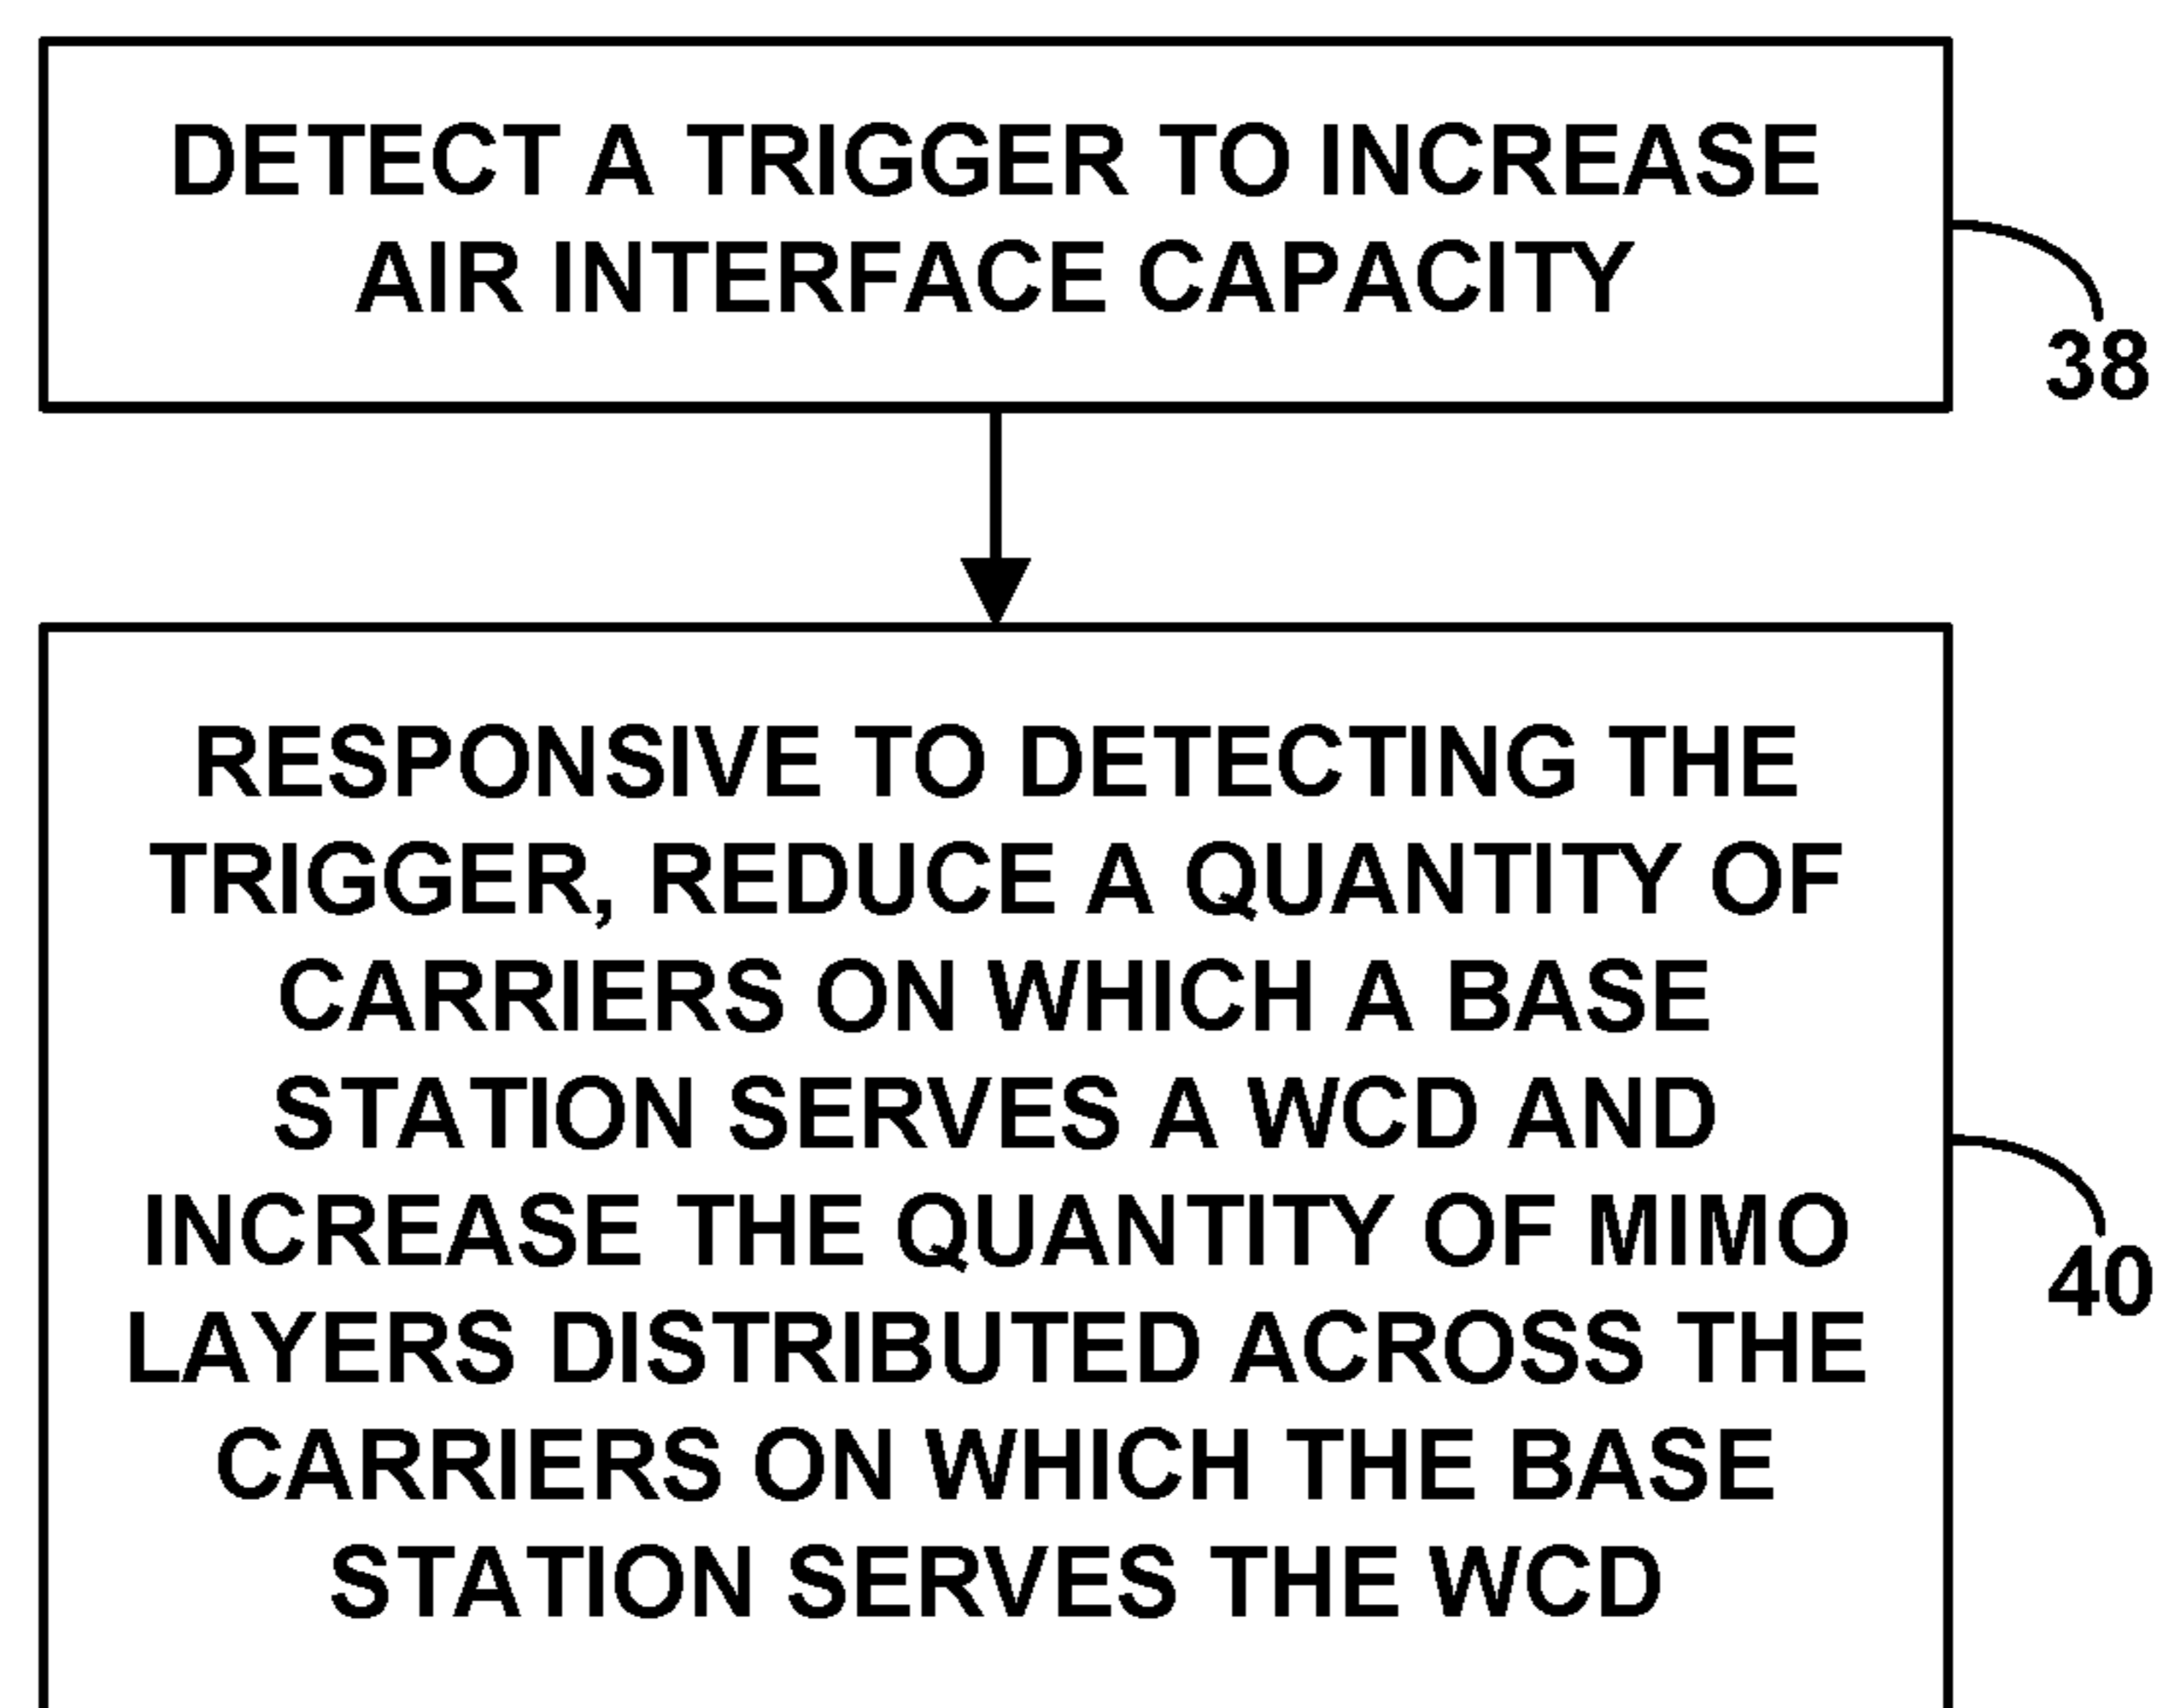 DETECT A TRIGGER TO INCREASE
AIR INTERFACE CAPACITY
38
RESPONSIVE TO DETECTING THE
TRIGGER, REDUCE A QUANTITY OF
CARRIERS ON WHICH A BASE
STATION SERVES A WCD AND
INCREASE THE QUANTITY OF MIMO
LAYERS DISTRIBUTED ACROSS THE
CARRIERS ON WHICH THE BASE
STATION SERVES THE WCD
40